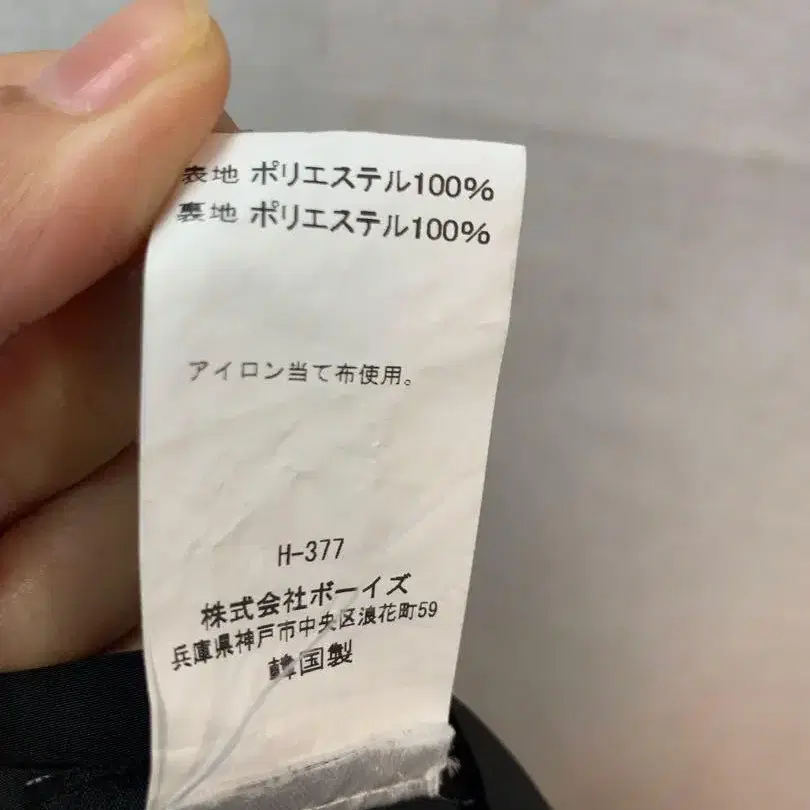 表地 ポリエステル100%
裏地 ポリエステル100%
アイロン当て布使用。
H-377
株式会社ボーイズ
兵庫県神戸市中央区浪花町59
韓国製